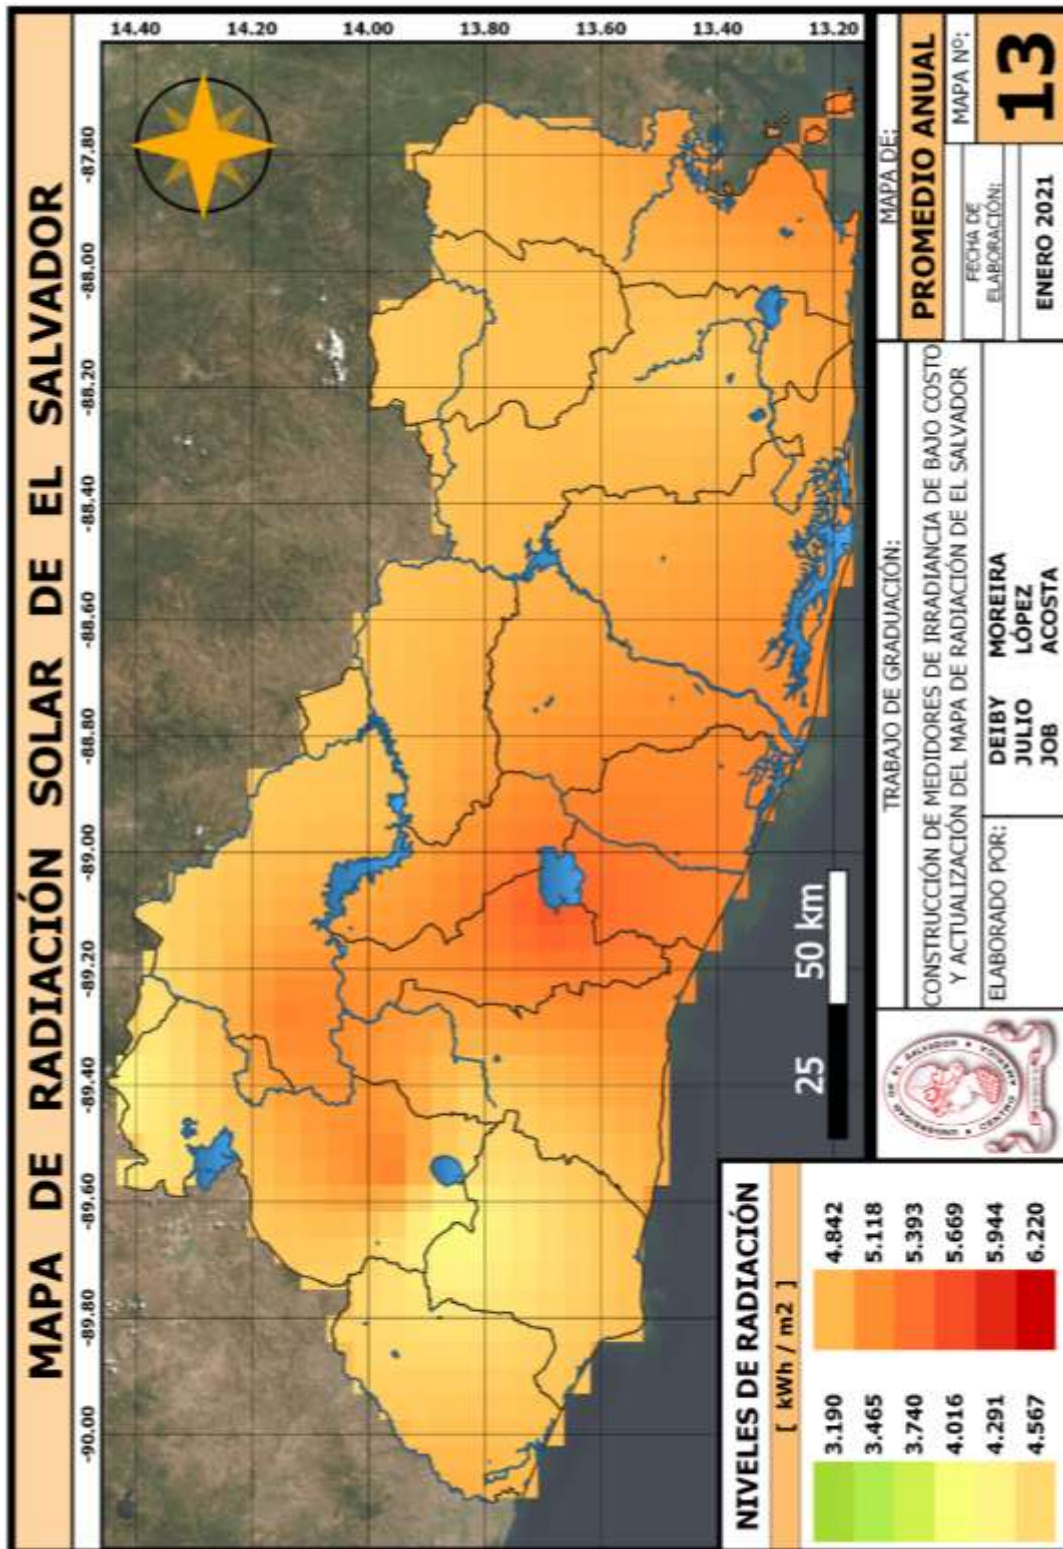 MAPA DE RADIACIÓN SOLAR DE EL SALVADOR
-90.00
-89.80
-89.60
-89.40
-89.20
-89.00
-88.80
-88.60
-88.40
-88.20
-88.00
-87.80
14.40
14.20
14.00
13.80
13.60
13.40
13.20
25
50 km
NIVELES DE RADIACIÓN
[ kWh / m2 ]
3.190
3.465
3.740
4.016
4.291
4.567
4.842
5.118
5.393
5.669
5.944
6.220
TRABAJO DE GRADUACIÓN:
CONSTRUCCIÓN DE MEDIDORES DE IRRADIANCIA DE BAJO COSTO
Y ACTUALIZACIÓN DEL MAPA DE RADIACIÓN DE EL SALVADOR
ELABORADO POR:
DEIBY MOREIRA
JULIO LÓPEZ
JOB ACOSTA
MAPA DE:
PROMEDIO ANUAL
FECHA DE
ELABORACIÓN:
ENERO 2021
MAPA Nº:
13